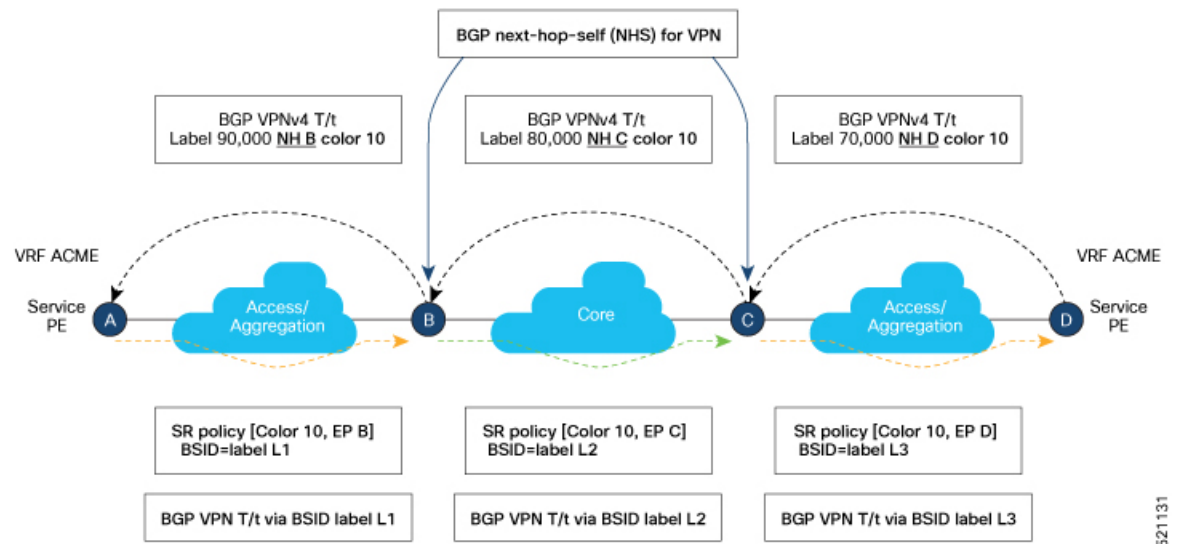 BGP next-hop-self (NHS) for VPN
BGP VPNv4 T/t
Label 90,000 NH B color 10
BGP VPNv4 T/t
Label 80,000 NH C color 10
BGP VPNv4 T/t
Label 70,000 NH D color 10
VRF ACME
VRF ACME
Service
PE
A
Access/
Aggregation
B
Core
C
Access/
Aggregation
D
Service
PE
SR policy [Color 10, EP B]
BSID=label L1
SR policy [Color 10, EP C]
BSID=label L2
SR policy [Color 10, EP D]
BSID=label L3
BGP VPN T/t via BSID label L1
BGP VPN T/t via BSID label L2
BGP VPN T/t via BSID label L3
521131